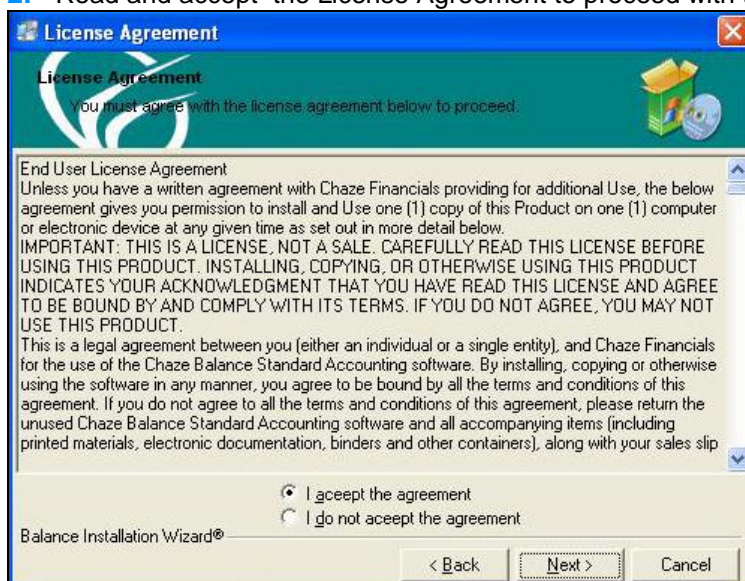 2. Read and accept the License Agreement to proceed with
License Agreement
License Agreement
You must agree with the license agreement below to proceed.
End User License Agreement
Unless you have a written agreement with Chaze Financials providing for additional Use, the below
agreement gives you permission to install and Use one (1) copy of this Product on one (1) computer
or electronic device at any given time as set out in more detail below.
IMPORTANT: THIS IS A LICENSE, NOT A SALE. CAREFULLY READ THIS LICENSE BEFORE
USING THIS PRODUCT. INSTALLING, COPYING, OR OTHERWISE USING THIS PRODUCT
INDICATES YOUR ACKNOWLEDGMENT THAT YOU HAVE READ THIS LICENSE AND AGREE
TO BE BOUND BY AND COMPLY WITH ITS TERMS. IF YOU DO NOT AGREE, YOU MAY NOT
USE THIS PRODUCT.
This is a legal agreement between you (either an individual or a single entity), and Chaze Financials
for the use of the Chaze Balance Standard Accounting software. By installing, copying or otherwise
using the software in any manner, you agree to be bound by all the terms and conditions of this
agreement. If you do not agree to all the terms and conditions of this agreement, please return the
unused Chaze Balance Standard Accounting software and all accompanying items (including
printed materials, electronic documentation, binders and other containers), along with your sales slip
I aceept the agreement
I do not aceept the agreement
Balance Installation Wizard®
< Back
Next >
Cancel